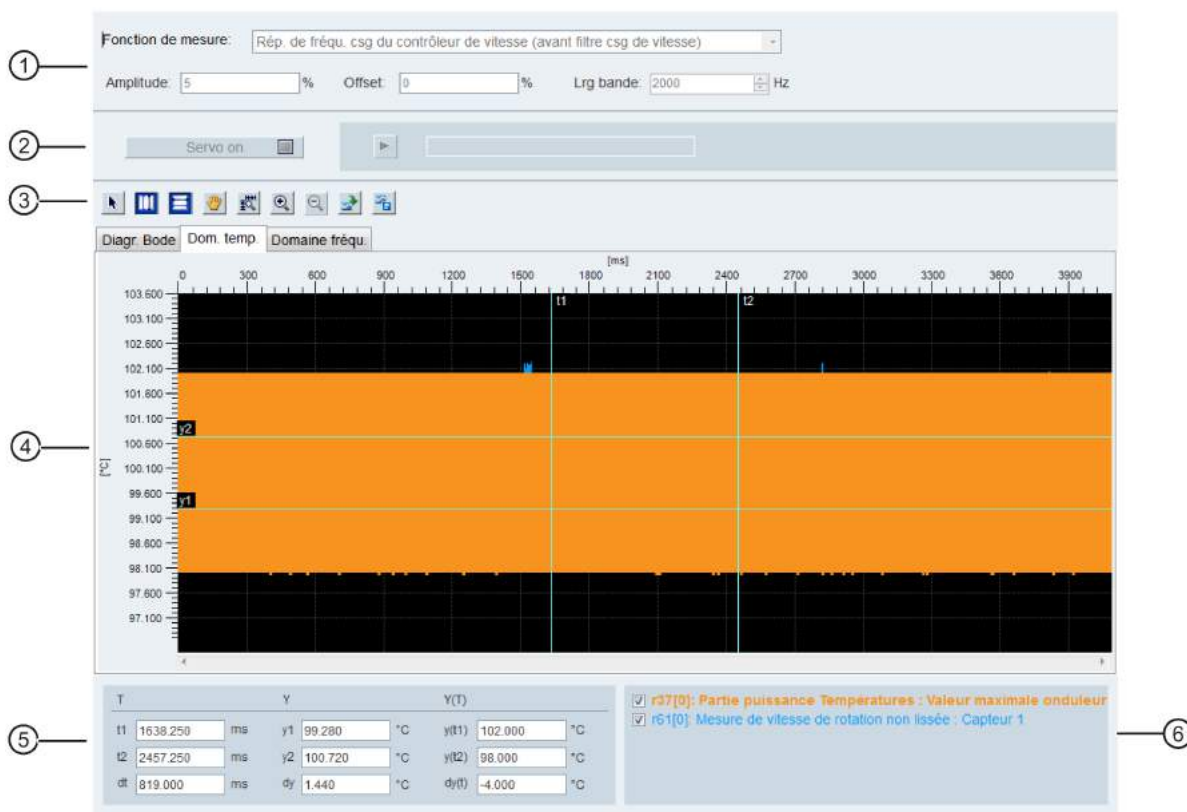 1
Fonction de mesure: Rép. de fréqu. csg du contrôleur de vitesse (avant filtre csg de vitesse)
Amplitude: 5 % Offset: 0 % Lrg bande: 2000 Hz
2
Servo on
3
Diagr. Bode Dom. temp. Domaine fréqu.
[ms]
0 300 600 900 1200 1500 1800 2100 2400 2700 3000 3300 3600 3900
103.600
t1 t2
103.100
102.600
102.100
101.600
101.100
y2
4
100.600
[°C]
100.100
99.600
y1
99.100
98.600
98.100
97.600
97.100
5
T Y Y(T)
t1 1638.250 ms y1 99.280 °C y(t1) 102.000 °C
t2 2457.250 ms y2 100.720 °C y(t2) 98.000 °C
dt 819.000 ms dy 1.440 °C dy(t) -4.000 °C
r37[0]: Partie puissance Températures : Valeur maximale onduleur
r61[0]: Mesure de vitesse de rotation non lissée : Capteur 1
6